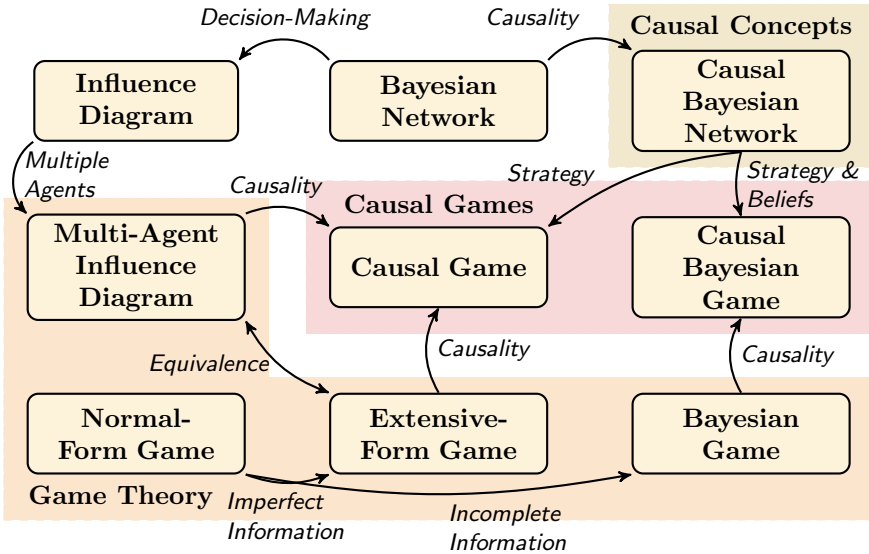 Decision-Making
Causality
Causal Concepts
Influence
Diagram
Bayesian
Network
Causal
Bayesian
Network
Multiple
Agents
Causality
Strategy
Strategy &
Beliefs
Causal Games
Multi-Agent
Influence
Diagram
Causal Game
Causal
Bayesian
Game
Equivalence
Causality
Causality
Normal-
Form Game
Extensive-
Form Game
Bayesian
Game
Game Theory
Imperfect
Information
Incomplete
Information